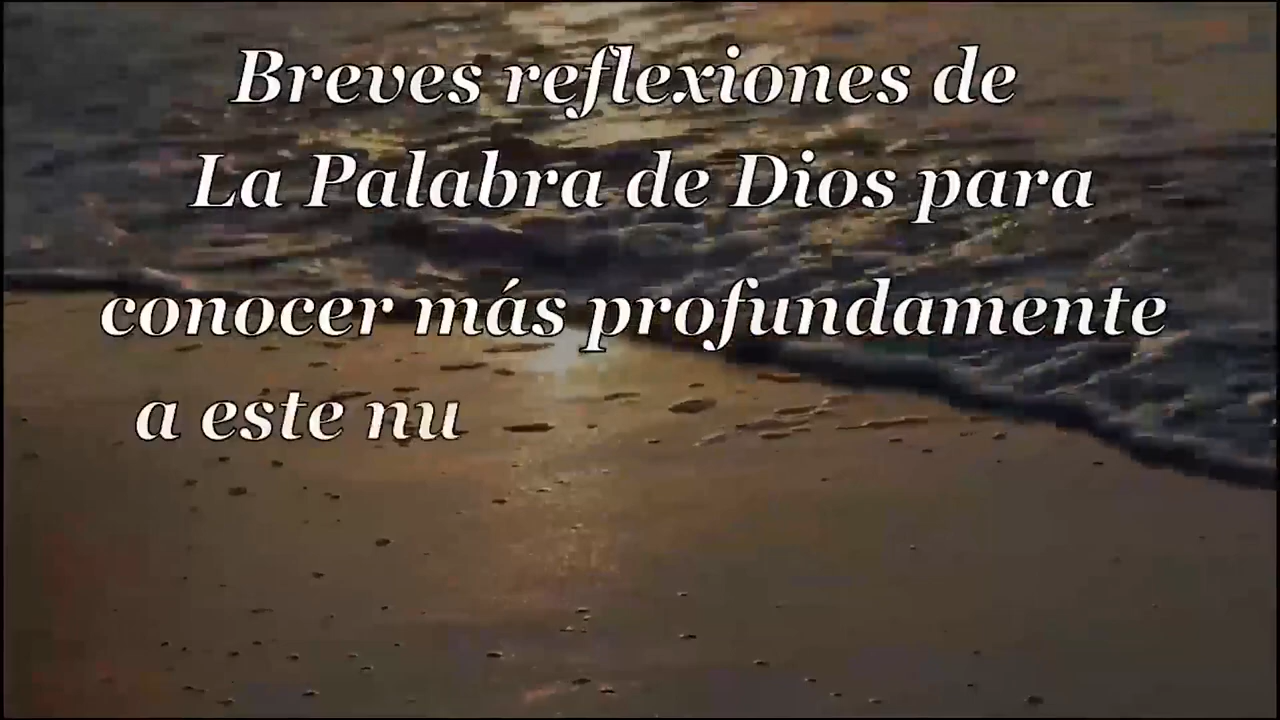 Breves reflexiones de
La Palabra de Dios para
conocer más profundamente
a este nu